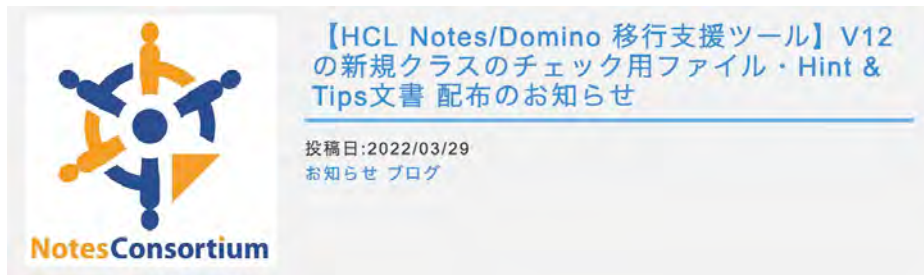 【HCL Notes/Domino 移行支援ツール】V12
の新規クラスのチェック用ファイル・Hint &
Tips文書 配布のお知らせ
投稿日:2022/03/29
お知らせ ブログ
NotesConsortium